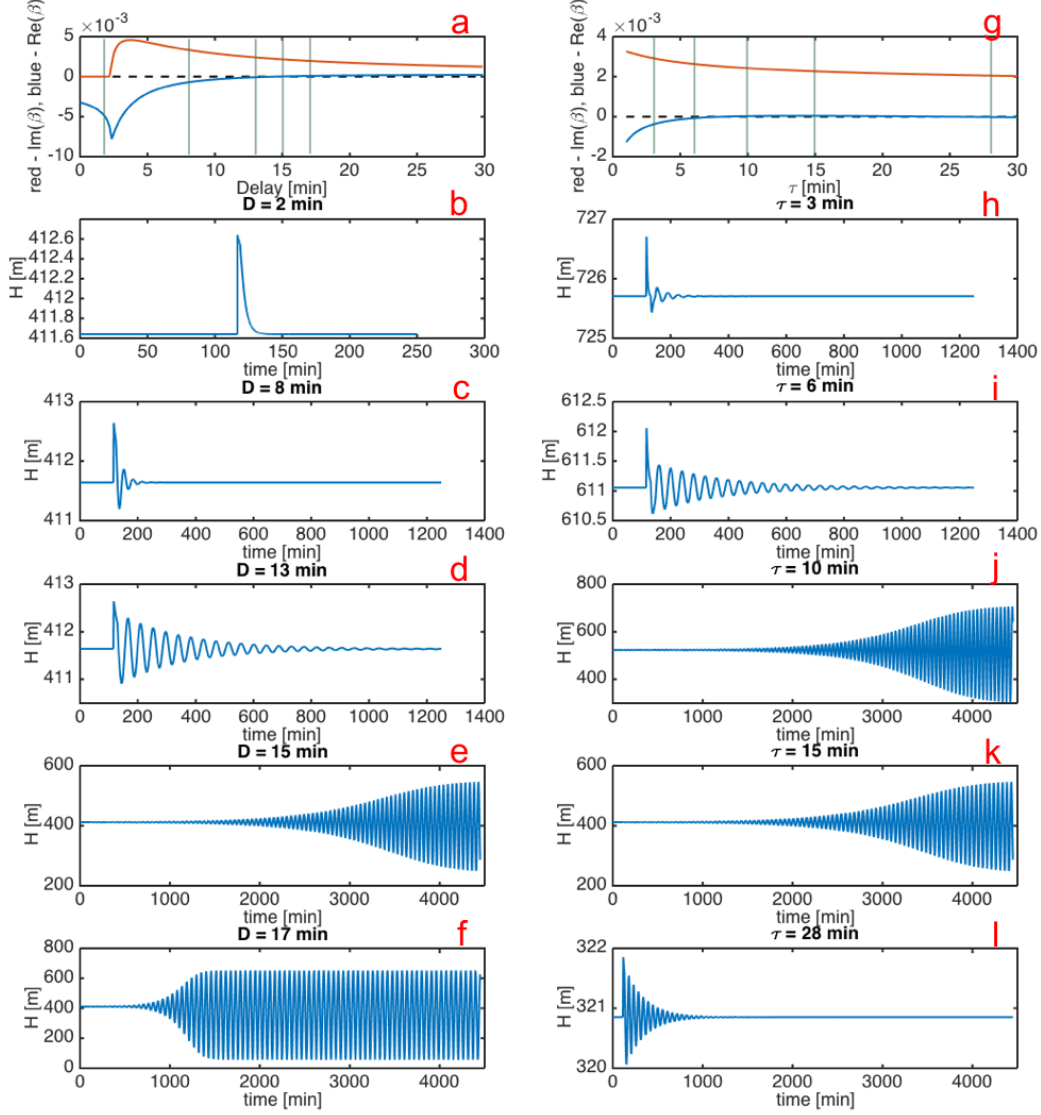 ×10⁻³
a
red - Im(β), blue - Re(β)
5
0
-5
-10
0 5 10 15 20 25 30
Delay [min]
D = 2 min
b
H [m]
412.6
412.4
412.2
412
411.8
411.6
0 50 100 150 200 250 300
time [min]
D = 8 min
c
H [m]
413
412
411
0 200 400 600 800 1000 1200 1400
time [min]
D = 13 min
d
H [m]
413
412
411
0 200 400 600 800 1000 1200 1400
time [min]
D = 15 min
e
H [m]
600
400
200
0 1000 2000 3000 4000
time [min]
D = 17 min
f
H [m]
800
600
400
200
0
0 1000 2000 3000 4000
time [min]
×10⁻³
g
red - Im(β), blue - Re(β)
4
2
0
-2
0 5 10 15 20 25 30
τ [min]
τ = 3 min
h
H [m]
727
726
725
0 200 400 600 800 1000 1200 1400
time [min]
τ = 6 min
i
H [m]
612.5
612
611.5
611
610.5
0 200 400 600 800 1000 1200 1400
time [min]
τ = 10 min
j
H [m]
800
600
400
0 1000 2000 3000 4000
time [min]
τ = 15 min
k
H [m]
600
400
200
0 1000 2000 3000 4000
time [min]
τ = 28 min
l
H [m]
322
321
320
0 1000 2000 3000 4000
time [min]